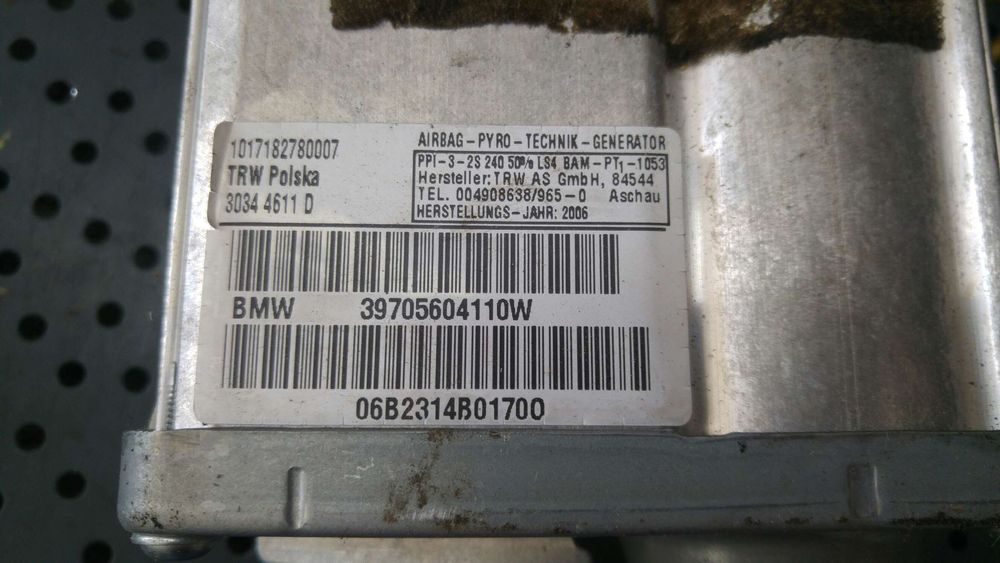 1017182780007
TRW Polska
3034 4611 D
AIRBAG-PYRO-TECHNIK-GENERATOR
PPI-3-2S 240 50% LS4 BAM-PT1-1053
Hersteller: TRW AS GmbH, 84544
TEL. 004908638/965-0 Aschau
HERSTELLUNGS-JAHR: 2006
BMW 39705604110W
06B2314B01700